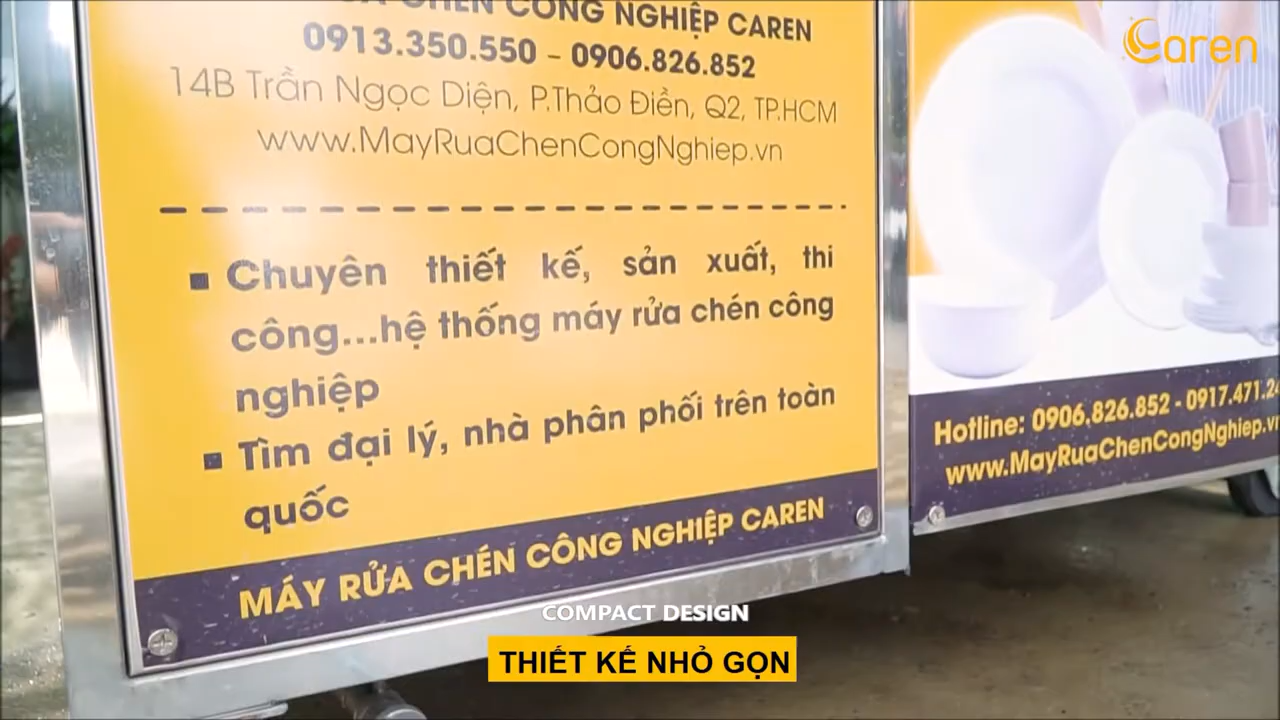 CHÉN CÔNG NGHIỆP CAREN
0913.350.550 - 0906.826.852
14B Trần Ngọc Diện, P.Thảo Điền, Q2, TP.HCM
www.MayRuaChenCongNghiep.vn
▪ Chuyên thiết kế, sản xuất, thi
công...hệ thống máy rửa chén công
nghiệp
▪ Tìm đại lý, nhà phân phối trên toàn
quốc
MÁY RỬA CHÉN CÔNG NGHIỆP CAREN
Caren
Hotline: 0906.826.852 - 0917.471.24
www.MayRuaChenCongNghiep.vn
COMPACT DESIGN
THIẾT KẾ NHỎ GỌN